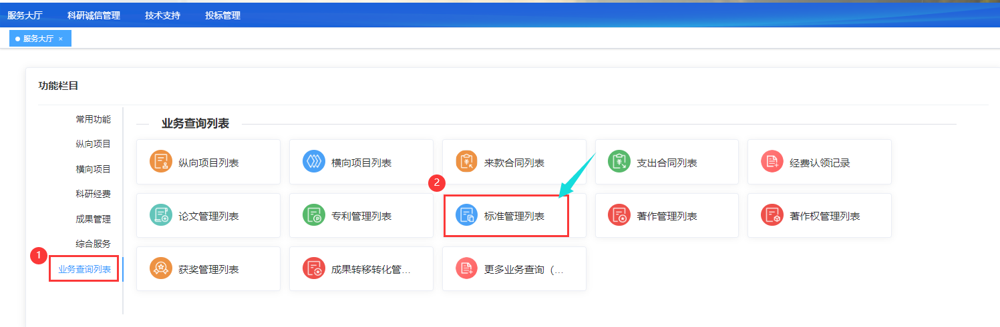 服务大厅 科研诚信管理 技术支持 投标管理
服务大厅 ×
功能栏目
常用功能
纵向项目
横向项目
科研经费
成果管理
综合服务
1
业务查询列表
业务查询列表
纵向项目列表 横向项目列表 来款合同列表 支出合同列表 经费认领记录
2
论文管理列表 专利管理列表 标准管理列表 著作管理列表 著作权管理列表
获奖管理列表 成果转移转化管... 更多业务查询（...